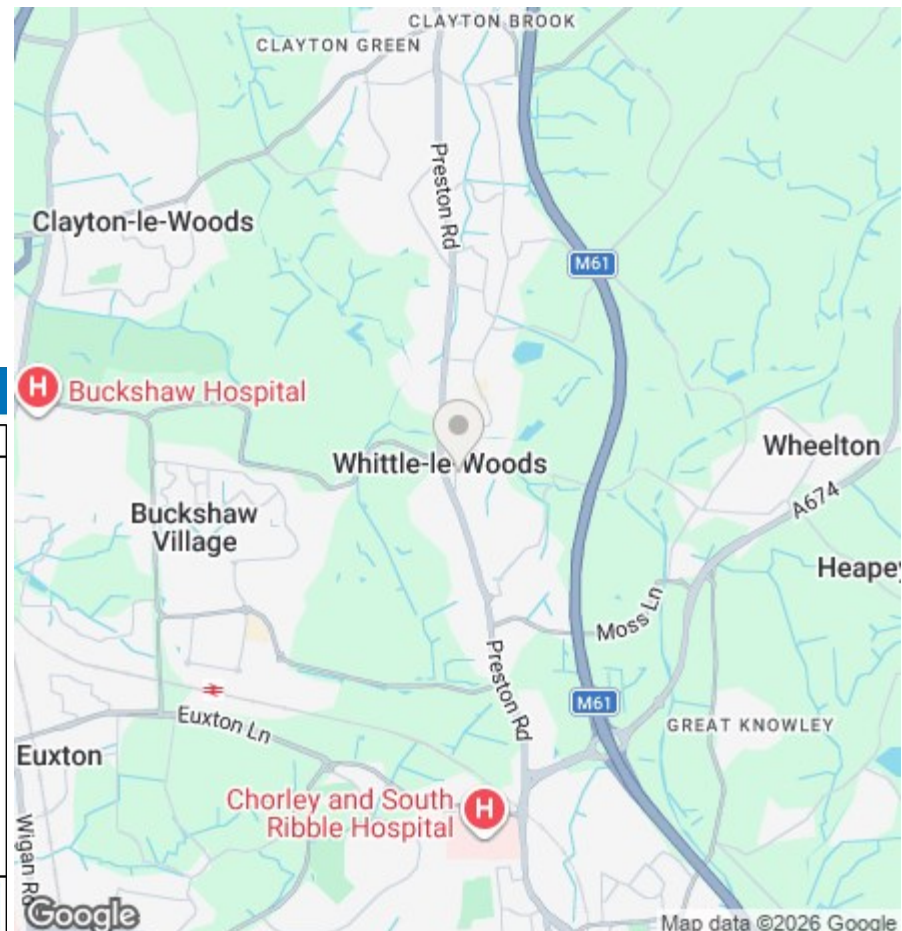 CLAYTON BROOK
CLAYTON GREEN
Preston Rd
Clayton-le-Woods
M61
H
Buckshaw Hospital
Whittle-le-Woods
Wheelton
A674
Buckshaw
Village
Heapey
Moss Ln
Preston Rd
M61
Euxton Ln
GREAT KNOWLEY
Euxton
Chorley and South
Ribble Hospital
H
Wigan Rd
Google
Map data ©2026 Google